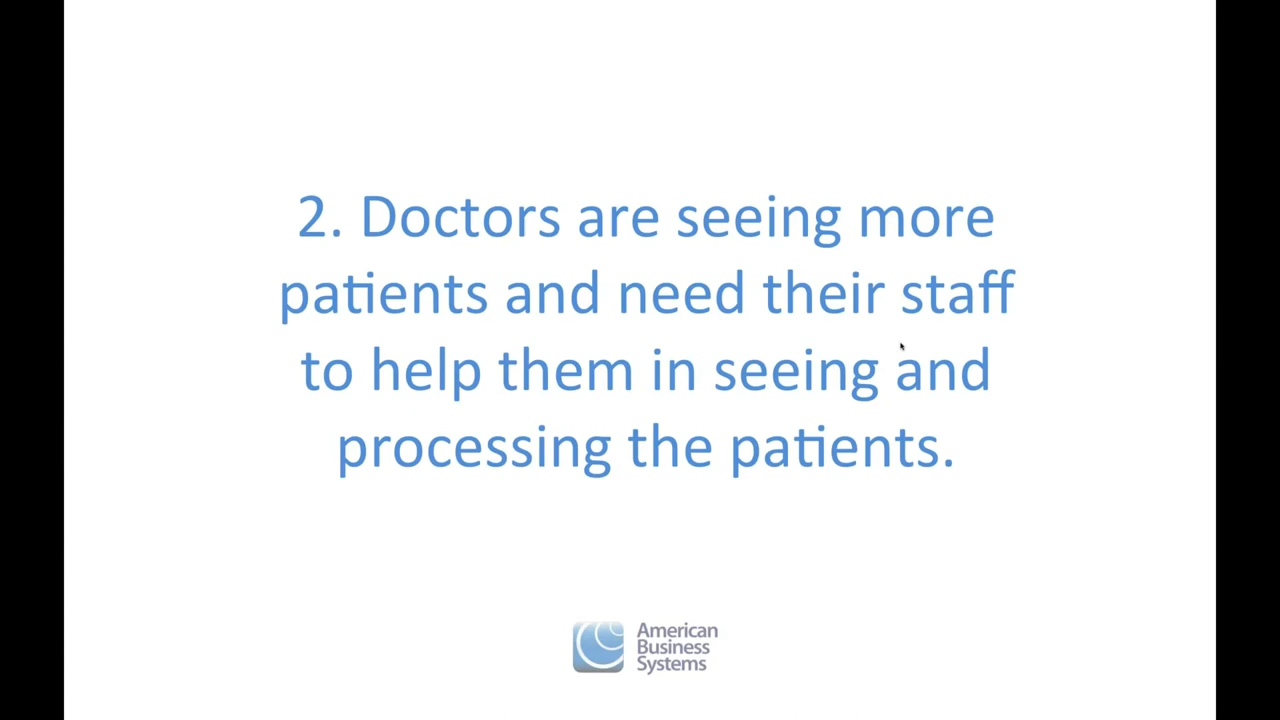 2. Doctors are seeing more
patients and need their staff
to help them in seeing and
processing the patients.
American
Business
Systems